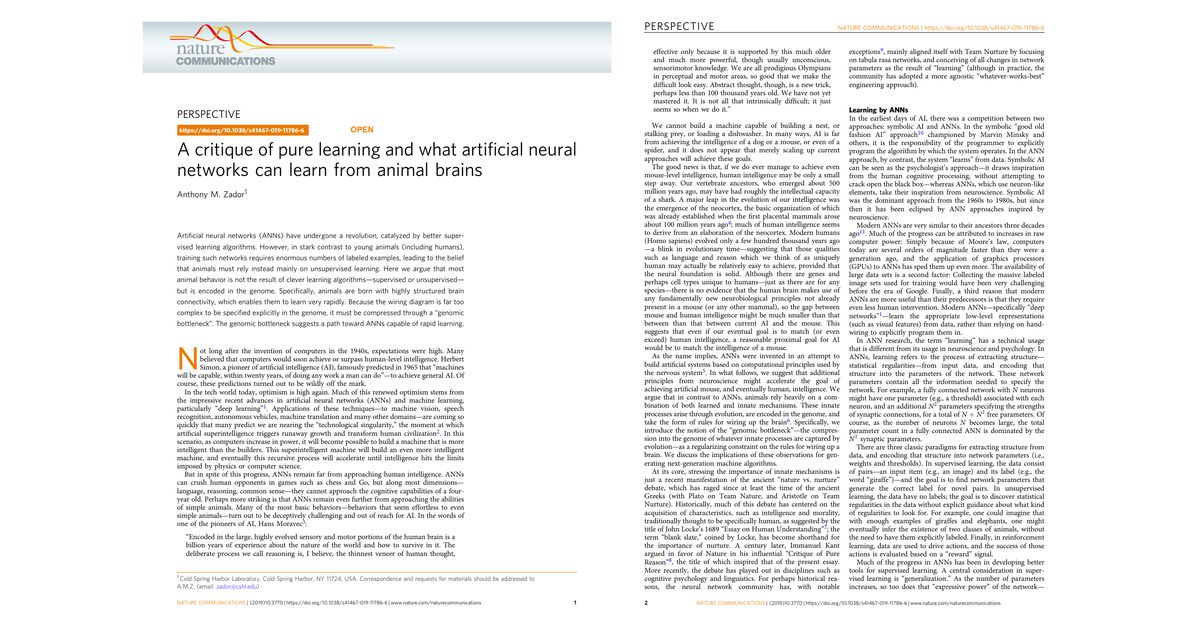 nature
COMMUNICATIONS
PERSPECTIVE
https://doi.org/10.1038/s41467-019-11786-6
OPEN
A critique of pure learning and what artificial neural
networks can learn from animal brains
Anthony M. Zador1
Artificial neural networks (ANNs) have undergone a revolution, catalyzed by better super-
vised learning algorithms. However, in stark contrast to young animals (including humans),
training such networks requires enormous numbers of labeled examples, leading to the belief
that animals must rely instead mainly on unsupervised learning. Here we argue that most
animal behavior is not the result of clever learning algorithms—supervised or unsupervised—
but is encoded in the genome. Specifically, animals are born with highly structured brain
connectivity, which enables them to learn very rapidly. Because the wiring diagram is far too
complex to be specified explicitly in the genome, it must be compressed through a “genomic
bottleneck”. The genomic bottleneck suggests a path toward ANNs capable of rapid learning.
Not long after the invention of computers in the 1940s, expectations were high. Many
believed that computers would soon achieve or surpass human-level intelligence. Herbert
Simon, a pioneer of artificial intelligence (AI), famously predicted in 1965 that “machines
will be capable, within twenty years, of doing any work a man can do”—to achieve general AI. Of
course, these predictions turned out to be wildly off the mark.
In the tech world today, optimism is high again. Much of this renewed optimism stems from
the impressive recent advances in artificial neural networks (ANNs) and machine learning,
particularly “deep learning”1. Applications of these techniques—to machine vision, speech
recognition, autonomous vehicles, machine translation and many other domains—are coming so
quickly that many predict we are nearing the “technological singularity,” the moment at which
artificial superintelligence triggers runaway growth and transform human civilization2. In this
scenario, as computers increase in power, it will become possible to build a machine that is more
intelligent than the builders. This superintelligent machine will build an even more intelligent
machine, and eventually this recursive process will accelerate until intelligence hits the limits
imposed by physics or computer science.
But in spite of this progress, ANNs remain far from approaching human intelligence. ANNs
can crush human opponents in games such as chess and Go, but along most dimensions—
language, reasoning, common sense—they cannot approach the cognitive capabilities of a four-
year old. Perhaps more striking is that ANNs remain even further from approaching the abilities
of simple animals. Many of the most basic behaviors—behaviors that seem effortless to even
simple animals—turn out to be deceptively challenging and out of reach for AI. In the words of
one of the pioneers of AI, Hans Moravec3:
“Encoded in the large, highly evolved sensory and motor portions of the human brain is a
billion years of experience about the nature of the world and how to survive in it. The
deliberate process we call reasoning is, I believe, the thinnest veneer of human thought,
1 Cold Spring Harbor Laboratory, Cold Spring Harbor, NY 11724, USA. Correspondence and requests for materials should be addressed to
A.M.Z. (email: zador@cshl.edu)
NATURE COMMUNICATIONS | (2019)10:3770 | https://doi.org/10.1038/s41467-019-11786-6 | www.nature.com/naturecommunications
1
PERSPECTIVE
NATURE COMMUNICATIONS | https://doi.org/10.1038/s41467-019-11786-6
effective only because it is supported by this much older
and much more powerful, though usually unconscious,
sensorimotor knowledge. We are all prodigious Olympians
in perceptual and motor areas, so good that we make the
difficult look easy. Abstract thought, though, is a new trick,
perhaps less than 100 thousand years old. We have not yet
mastered it. It is not all that intrinsically difficult; it just
seems so when we do it.”
We cannot build a machine capable of building a nest, or
stalking prey, or loading a dishwasher. In many ways, AI is far
from achieving the intelligence of a dog or a mouse, or even of a
spider, and it does not appear that merely scaling up current
approaches will achieve these goals.
The good news is that, if we do ever manage to achieve even
mouse-level intelligence, human intelligence may be only a small
step away. Our vertebrate ancestors, who emerged about 500
million years ago, may have had roughly the intellectual capacity
of a shark. A major leap in the evolution of our intelligence was
the emergence of the neocortex, the basic organization of which
was already established when the first placental mammals arose
about 100 million years ago4; much of human intelligence seems
to derive from an elaboration of the neocortex. Modern humans
(Homo sapiens) evolved only a few hundred thousand years ago
—a blink in evolutionary time—suggesting that those qualities
such as language and reason which we think of as uniquely
human may actually be relatively easy to achieve, provided that
the neural foundation is solid. Although there are genes and
perhaps cell types unique to humans—just as there are for any
species—there is no evidence that the human brain makes use of
any fundamentally new neurobiological principles not already
present in a mouse (or any other mammal), so the gap between
mouse and human intelligence might be much smaller than that
between than that between current AI and the mouse. This
suggests that even if our eventual goal is to match (or even
exceed) human intelligence, a reasonable proximal goal for AI
would be to match the intelligence of a mouse.
As the name implies, ANNs were invented in an attempt to
build artificial systems based on computational principles used by
the nervous system5. In what follows, we suggest that additional
principles from neuroscience might accelerate the goal of
achieving artificial mouse, and eventually human, intelligence. We
argue that in contrast to ANNs, animals rely heavily on a com-
bination of both learned and innate mechanisms. These innate
processes arise through evolution, are encoded in the genome, and
take the form of rules for wiring up the brain6. Specifically, we
introduce the notion of the “genomic bottleneck”—the compres-
sion into the genome of whatever innate processes are captured by
evolution—as a regularizing constraint on the rules for wiring up a
brain. We discuss the implications of these observations for gen-
erating next-generation machine algorithms.
At its core, stressing the importance of innate mechanisms is
just a recent manifestation of the ancient “nature vs. nurture”
debate, which has raged since at least the time of the ancient
Greeks (with Plato on Team Nature, and Aristotle on Team
Nurture). Historically, much of this debate has centered on the
acquisition of characteristics, such as intelligence and morality,
traditionally thought to be specifically human, as suggested by the
title of John Locke’s 1689 “Essay on Human Understanding”7; the
term “blank slate,” coined by Locke, has become shorthand for
the importance of nurture. A century later, Immanuel Kant
argued in favor of Nature in his influential “Critique of Pure
Reason”8, the title of which inspired that of the present essay.
More recently, the debate has played out in disciplines such as
cognitive psychology and linguistics. For perhaps historical rea-
sons, the neural network community has, with notable
exceptions9, mainly aligned itself with Team Nurture by focusing
on tabula rasa networks, and conceiving of all changes in network
parameters as the result of “learning” (although in practice, the
community has adopted a more agnostic “whatever-works-best”
engineering approach).
Learning by ANNs
In the earliest days of AI, there was a competition between two
approaches: symbolic AI and ANNs. In the symbolic “good old
fashion AI” approach10 championed by Marvin Minsky and
others, it is the responsibility of the programmer to explicitly
program the algorithm by which the system operates. In the ANN
approach, by contrast, the system “learns” from data. Symbolic AI
can be seen as the psychologist’s approach—it draws inspiration
from the human cognitive processing, without attempting to
crack open the black box—whereas ANNs, which use neuron-like
elements, take their inspiration from neuroscience. Symbolic AI
was the dominant approach from the 1960s to 1980s, but since
then it has been eclipsed by ANN approaches inspired by
neuroscience.
Modern ANNs are very similar to their ancestors three decades
ago11. Much of the progress can be attributed to increases in raw
computer power: Simply because of Moore’s law, computers
today are several orders of magnitude faster than they were a
generation ago, and the application of graphics processors
(GPUs) to ANNs has sped them up even more. The availability of
large data sets is a second factor: Collecting the massive labeled
image sets used for training would have been very challenging
before the era of Google. Finally, a third reason that modern
ANNs are more useful than their predecessors is that they require
even less human intervention. Modern ANNs—specifically “deep
networks”1—learn the appropriate low-level representations
(such as visual features) from data, rather than relying on hand-
wiring to explicitly program them in.
In ANN research, the term “learning” has a technical usage
that is different from its usage in neuroscience and psychology. In
ANNs, learning refers to the process of extracting structure—
statistical regularities—from input data, and encoding that
structure into the parameters of the network. These network
parameters contain all the information needed to specify the
network. For example, a fully connected network with N neurons
might have one parameter (e.g., a threshold) associated with each
neuron, and an additional N2 parameters specifying the strengths
of synaptic connections, for a total of N + N2 free parameters. Of
course, as the number of neurons N becomes large, the total
parameter count in a fully connected ANN is dominated by the
N2 synaptic parameters.
There are three classic paradigms for extracting structure from
data, and encoding that structure into network parameters (i.e.,
weights and thresholds). In supervised learning, the data consist
of pairs—an input item (e.g., an image) and its label (e.g., the
word “giraffe”)—and the goal is to find network parameters that
generate the correct label for novel pairs. In unsupervised
learning, the data have no labels; the goal is to discover statistical
regularities in the data without explicit guidance about what kind
of regularities to look for. For example, one could imagine that
with enough examples of giraffes and elephants, one might
eventually infer the existence of two classes of animals, without
the need to have them explicitly labeled. Finally, in reinforcement
learning, data are used to drive actions, and the success of those
actions is evaluated based on a “reward” signal.
Much of the progress in ANNs has been in developing better
tools for supervised learning. A central consideration in super-
vised learning is “generalization.” As the number of parameters
increases, so too does the “expressive power” of the network—
2
NATURE COMMUNICATIONS | (2019)10:3770 | https://doi.org/10.1038/s41467-019-11786-6 | www.nature.com/naturecommunications